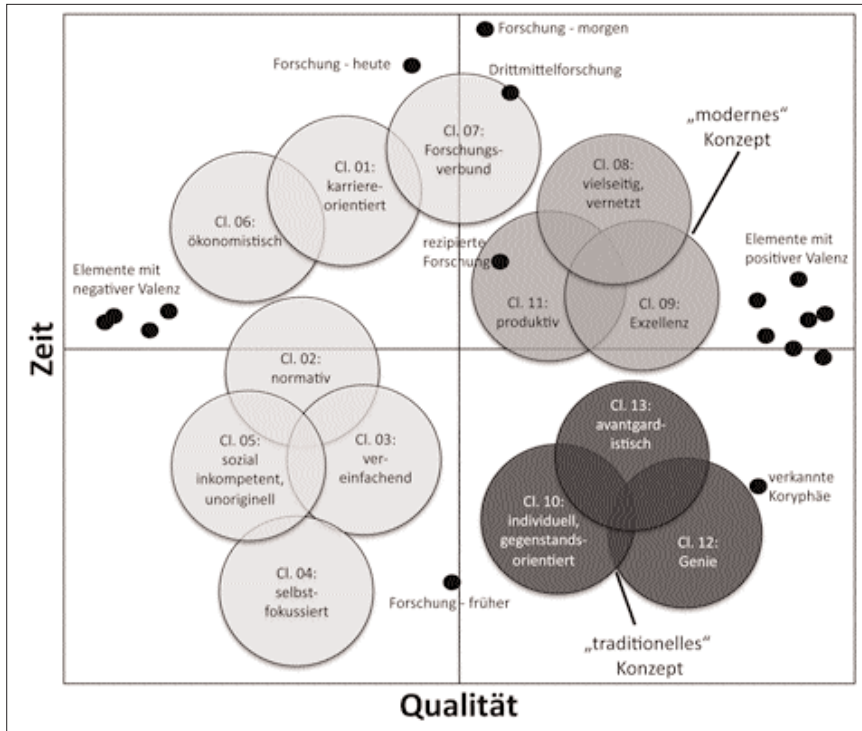 Forschung - morgen
Forschung - heute
Drittmittelforschung
„modernes“
Konzept
Cl. 07:
Forschungs-
verbund
Cl. 01:
karriere-
orientiert
Cl. 08:
vielseitig,
vernetzt
Cl. 06:
ökonomistisch
rezipierte
Forschung
Elemente mit
positiver Valenz
Elemente mit
negativer Valenz
Cl. 11:
produktiv
Cl. 09:
Exzellenz
Zeit
Cl. 02:
normativ
Cl. 13:
avantgard-
istisch
Cl. 05:
sozial
inkompetent,
unoriginell
Cl. 03:
ver-
einfachend
verkannte
Koryphäe
Cl. 10:
individuell,
gegenstands-
orientiert
Cl. 12:
Genie
Cl. 04:
selbst-
fokussiert
Forschung - früher
„traditionelles“
Konzept
Qualität